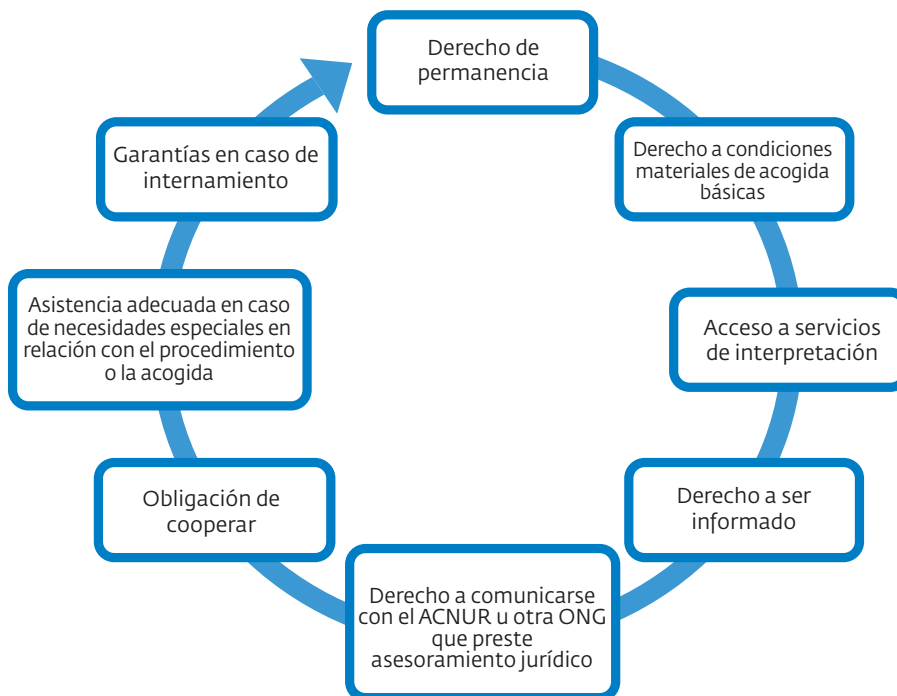 Derecho de
permanencia
Derecho a condiciones
materiales de acogida
básicas
Acceso a servicios
de interpretación
Derecho a ser
informado
Derecho a comunicarse
con el ACNUR u otra ONG
que preste
asesoramiento jurídico
Obligación de
cooperar
Asistencia adecuada en caso
de necesidades especiales en
relación con el procedimiento
o la acogida
Garantías en caso de
internamiento